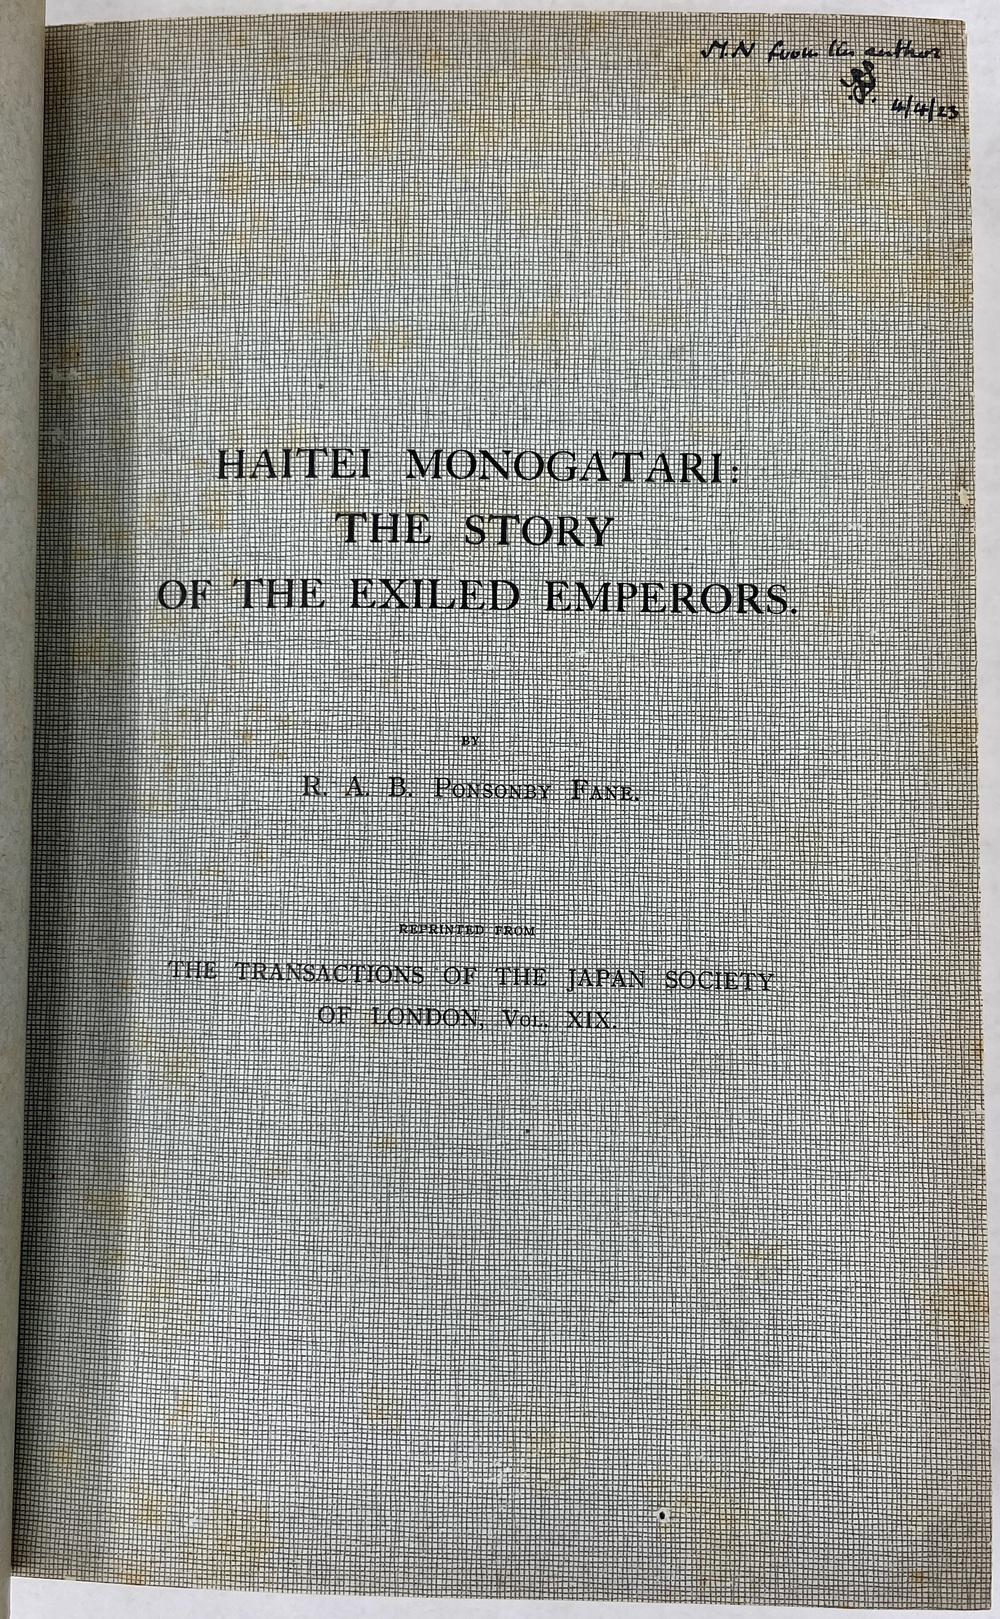 M.N from the author
4/4/23
HAITEI MONOGATARI:
THE STORY
OF THE EXILED EMPERORS.
BY
R. A. B. PONSONBY FANE.
REPRINTED FROM
THE TRANSACTIONS OF THE JAPAN SOCIETY
OF LONDON, VOL. XIX.